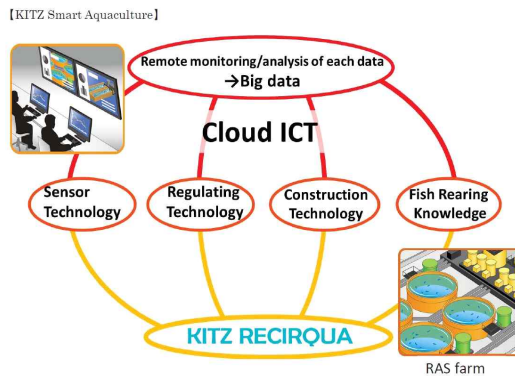 【KITZ Smart Aquaculture】
Remote monitoring/analysis of each data
→Big data
Cloud ICT
Sensor
Technology
Regulating
Technology
Construction
Technology
Fish Rearing
Knowledge
KITZ RECIRQUA
RAS farm